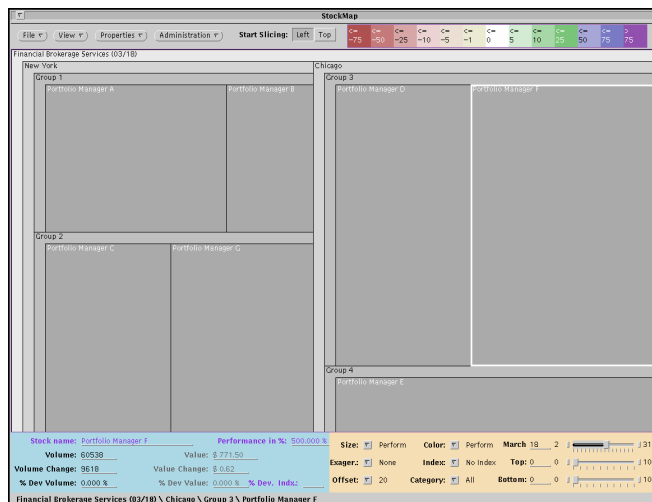 StockMap
File View Properties Administration Start Slicing: Left Top
<= -75 <= -50 <= -25 <= -10 <= -5 <= -1 <= 0 <= 5 <= 10 <= 25 <= 50 <= 75 > 75
Financial Brokerage Services (03/18)
New York Chicago
Group 1 Group 3
Portfolio Manager A Portfolio Manager B Portfolio Manager D Portfolio Manager F
Group 2
Portfolio Manager C Portfolio Manager G
Group 4
Portfolio Manager E
Stock name: Portfolio Manager F Performance in %: 500.000 %
Volume: 60538 Value: $ 771.50
Volume Change: 9618 Value Change: $ 0.62
% Dev Volume: 0.000 % % Dev Value: 0.000 % % Dev. Indx.:
Size: Perform Color: Perform March 18 2 31
Exager.: None Index: No Index Top: 0 0 10
Offset: 20 Category: All Bottom: 0 0 10
Financial Brokerage Services (03/18) \ Chicago \ Group 3 \ Portfolio Manager F